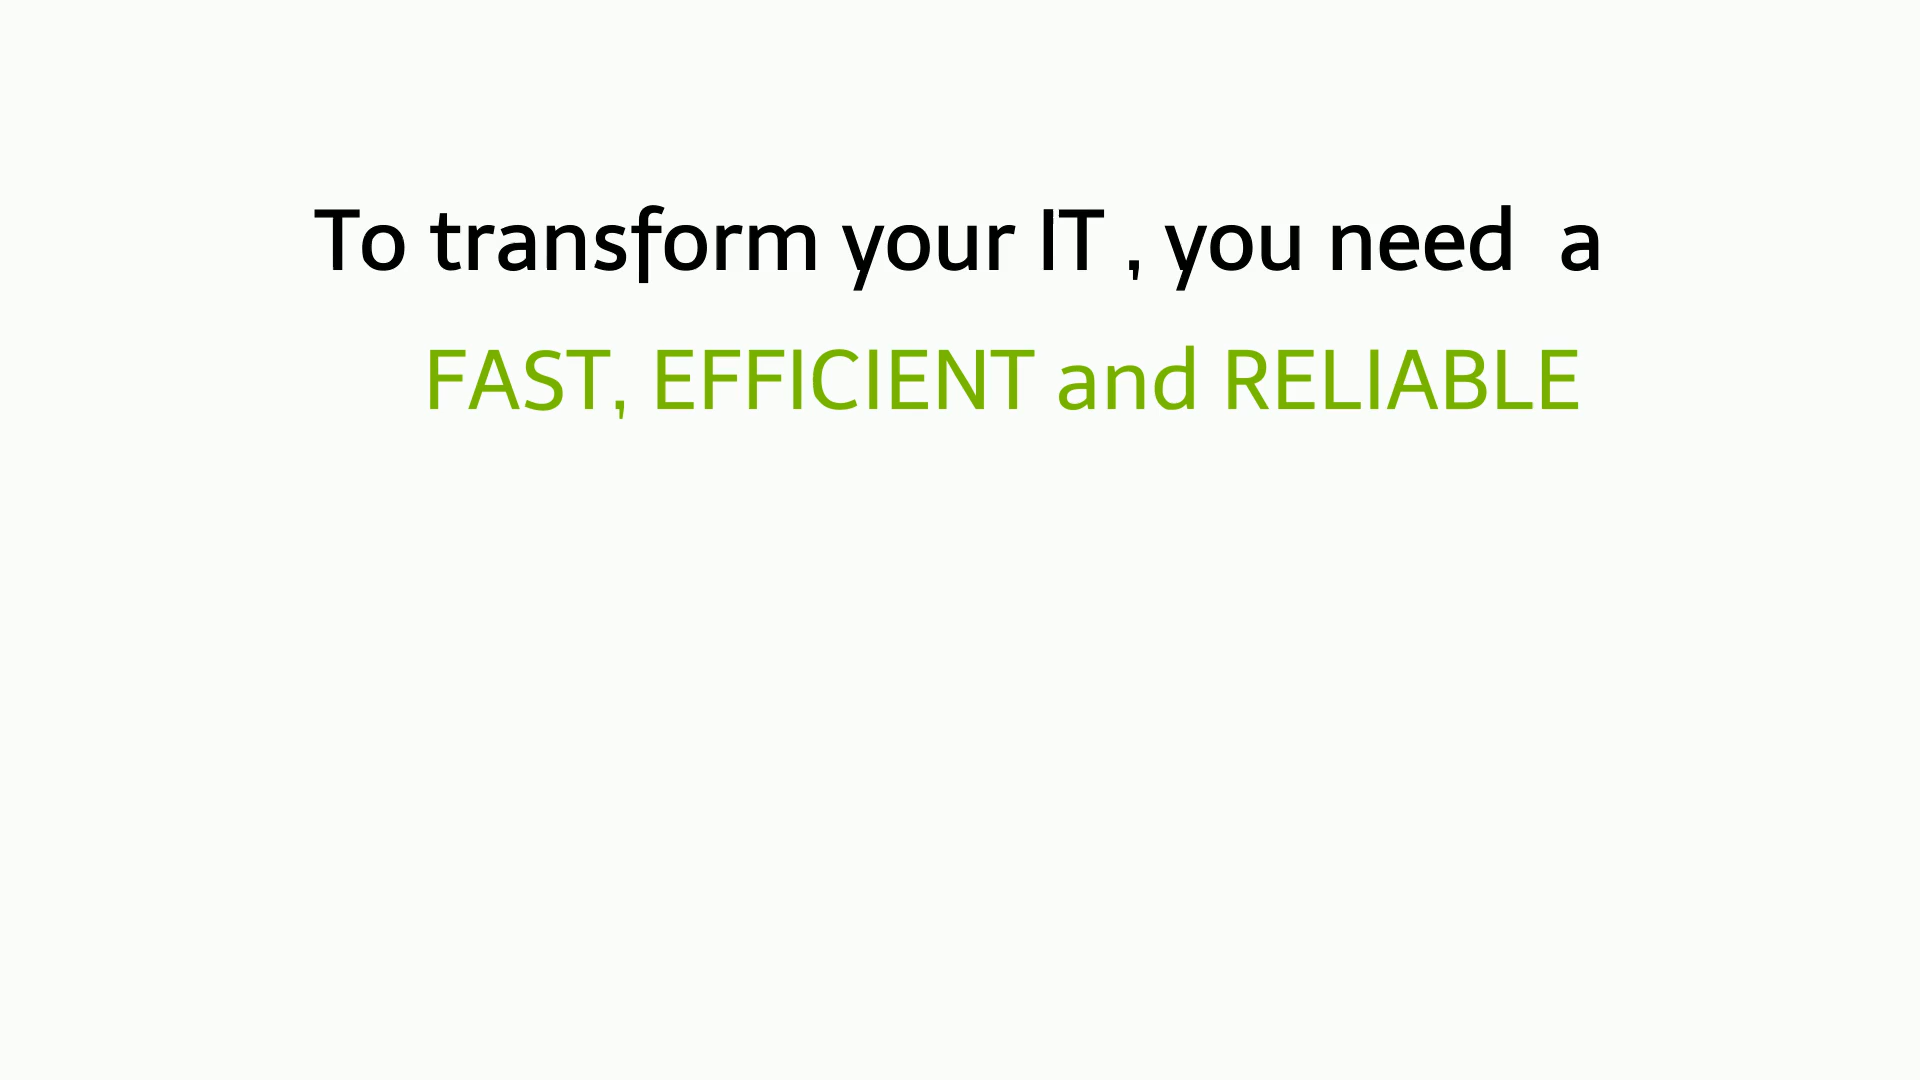 To transform your IT , you need  a
FAST, EFFICIENT and RELIABLE